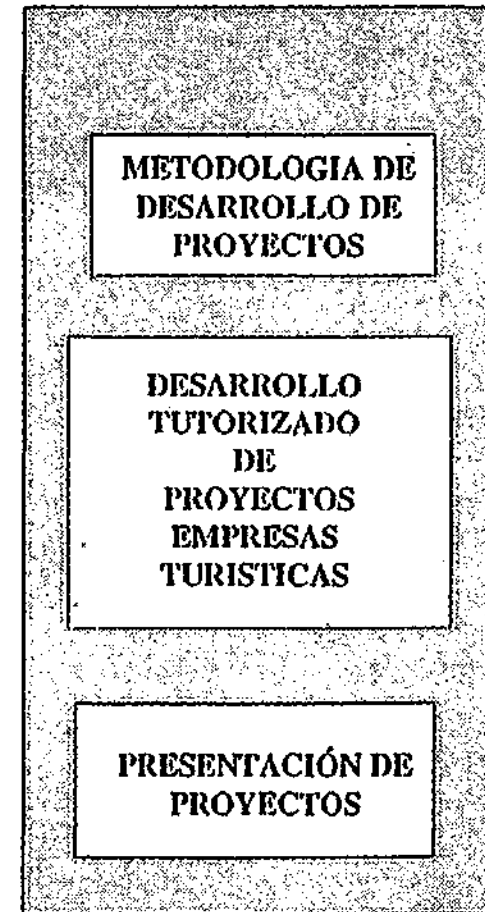 METODOLOGIA DE
DESARROLLO DE
PROYECTOS
DESARROLLO
TUTORIZADO
DE
PROYECTOS
EMPRESAS
TURISTICAS
PRESENTACIÓN DE
PROYECTOS